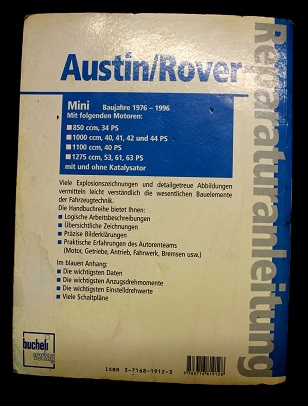 Reparaturanleitung
Austin/Rover
Mini Baujahre 1976 – 1996
Mit folgenden Motoren:
■ 850 ccm, 34 PS
■ 1000 ccm, 40, 41, 42 und 44 PS
■ 1100 ccm, 40 PS
■ 1275 ccm, 53, 61, 63 PS
mit und ohne Katalysator
Viele Explosionszeichnungen und detailgetreue Abbildungen
vermitteln leicht verständlich die wesentlichen Bauelemente
der Fahrzeugtechnik.
Die Handbuchreihe bietet Ihnen:
■ Logische Arbeitsbeschreibungen
■ Übersichtliche Zeichnungen
■ Präzise Bilderklärungen
■ Praktische Erfahrungen des Autorenteams
(Motor, Getriebe, Antrieb, Fahrwerk, Bremsen usw.)
Im blauen Anhang:
■ Die wichtigsten Daten
■ Die wichtigsten Anzugsdrehmomente
■ Die wichtigsten Einstelldrehwerte
■ Viele Schaltpläne
bucheli
verlag
ISBN 3-7168-1912-3